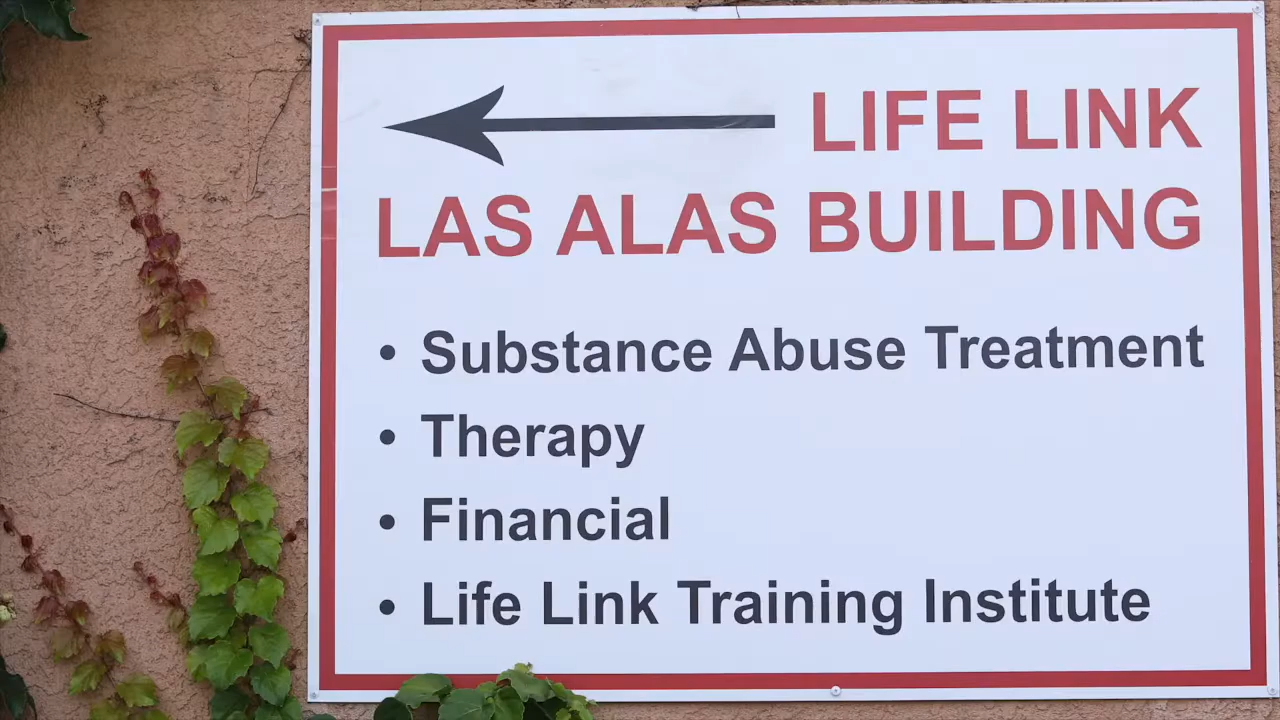 LIFE LINK
LAS ALAS BUILDING
• Substance Abuse Treatment
• Therapy
• Financial
• Life Link Training Institute